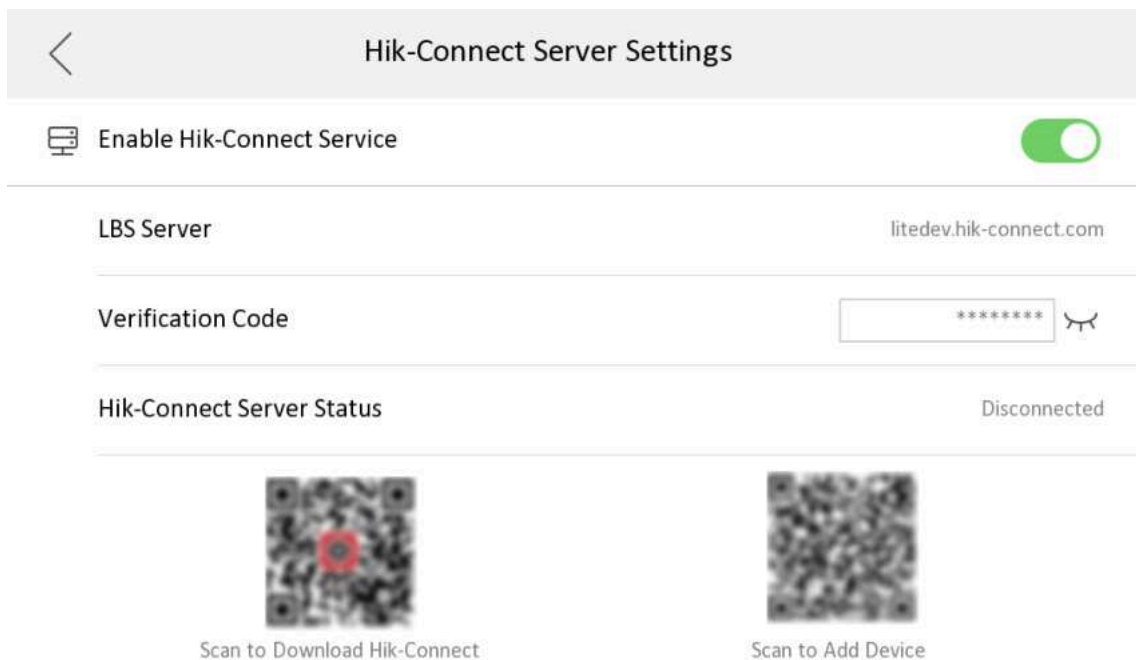 Hik-Connect Server Settings
Enable Hik-Connect Service
LBS Server litedev.hik-connect.com
Verification Code ********
Hik-Connect Server Status Disconnected
Scan to Download Hik-Connect Scan to Add Device